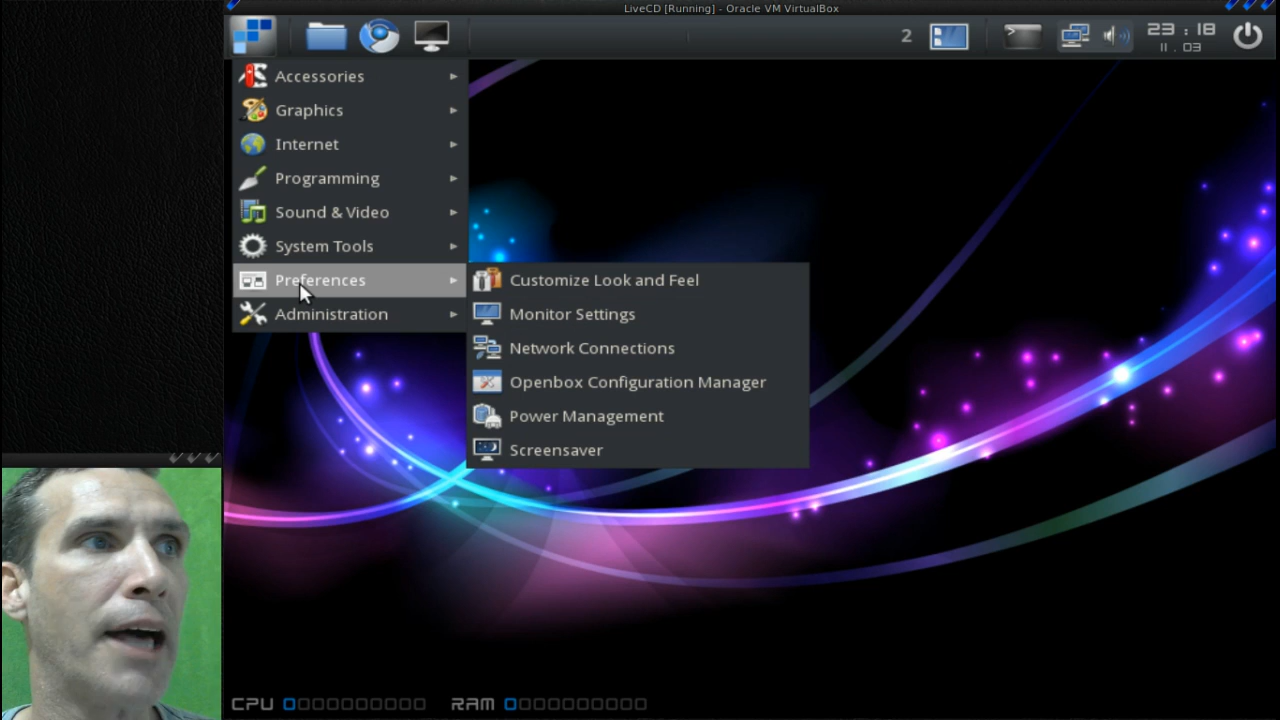 LiveCD [Running] - Oracle VM VirtualBox
2
23 : 18
11 . 03
Accessories
Graphics
Internet
Programming
Sound & Video
System Tools
Preferences
Administration
Customize Look and Feel
Monitor Settings
Network Connections
Openbox Configuration Manager
Power Management
Screensaver
CPU
RAM